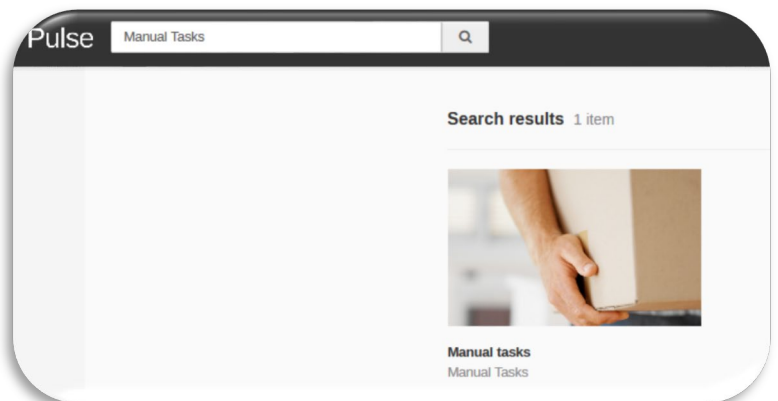 Pulse
Manual Tasks
Search results 1 item
Manual tasks
Manual Tasks